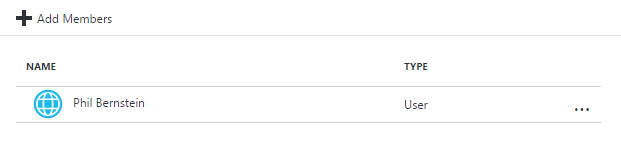 Add Members
NAME TYPE
Phil Bernstein User ...